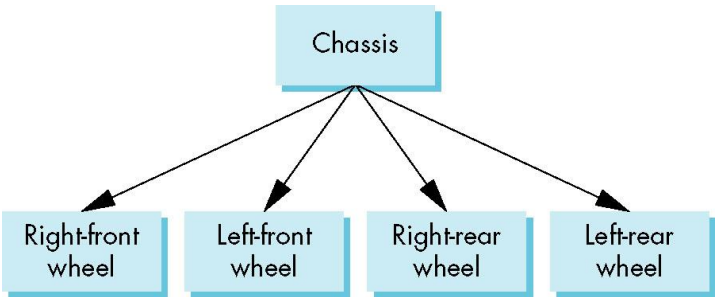 Chassis
Right-front
wheel
Left-front
wheel
Right-rear
wheel
Left-rear
wheel